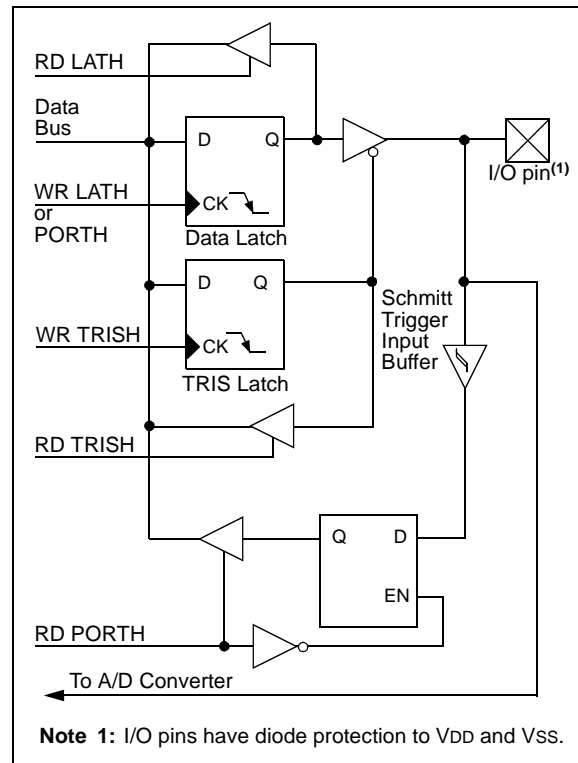 RD LATH
Data
Bus
D Q
I/O pin(1)
WR LATH
or
PORTH
CK
Data Latch
D Q
Schmitt
Trigger
Input
Buffer
WR TRISH
CK
TRIS Latch
RD TRISH
Q D
EN
RD PORTH
To A/D Converter
Note 1: I/O pins have diode protection to VDD and VSS.